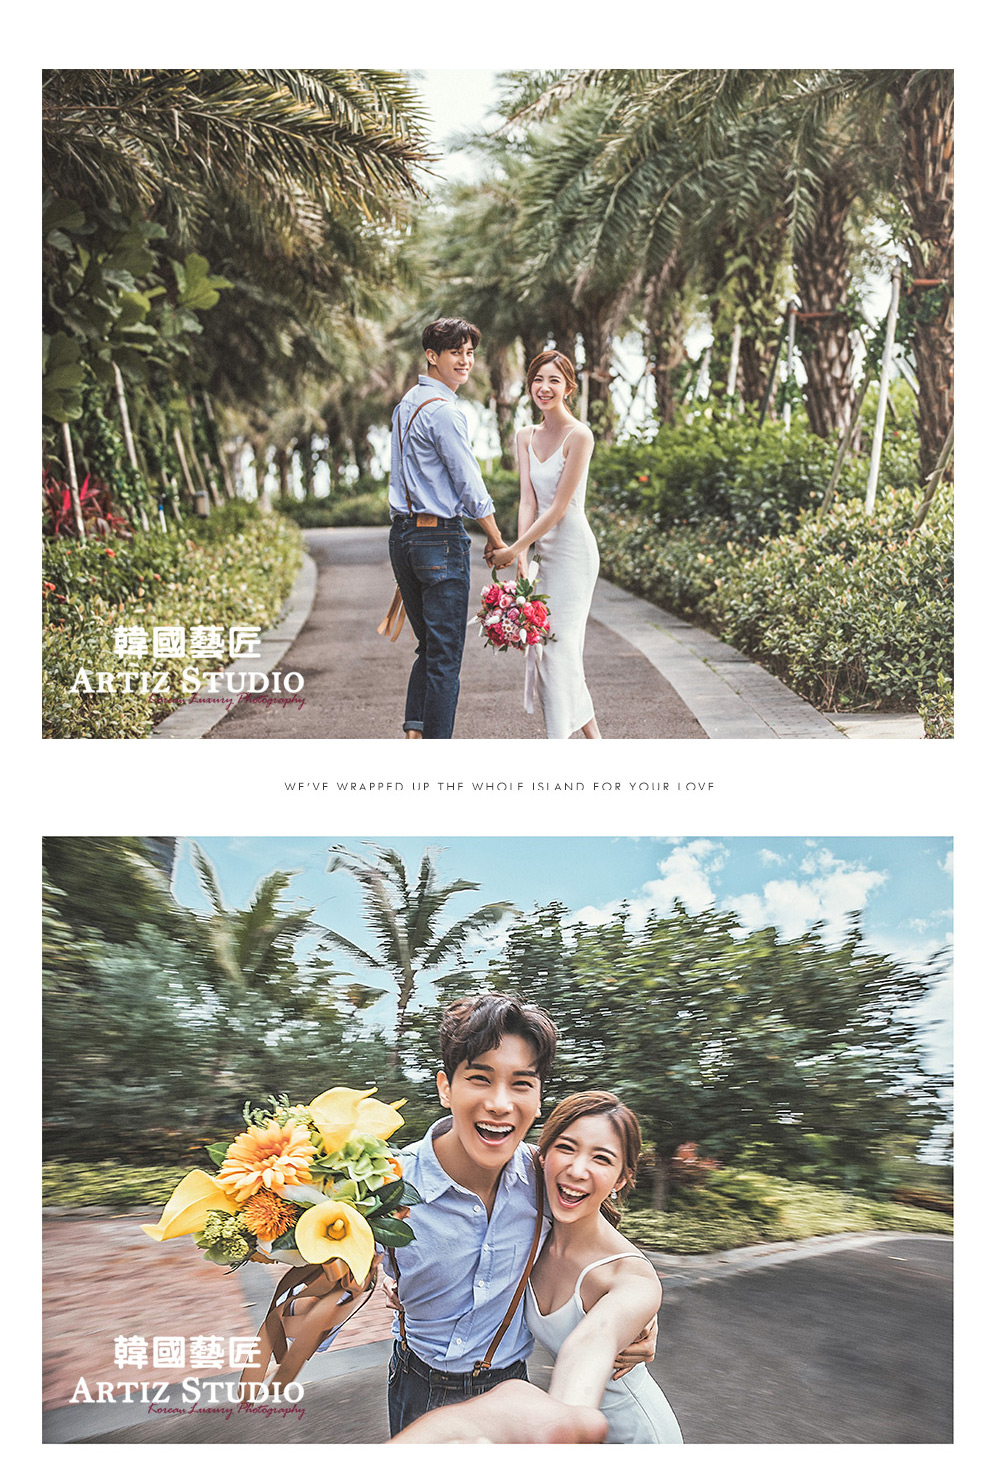 韓國藝匠
ARTIZ STUDIO
Korean Luxury Photography
WE'VE WRAPPED UP THE WHOLE ISLAND FOR YOUR LOVE
韓國藝匠
ARTIZ STUDIO
Korean Luxury Photography